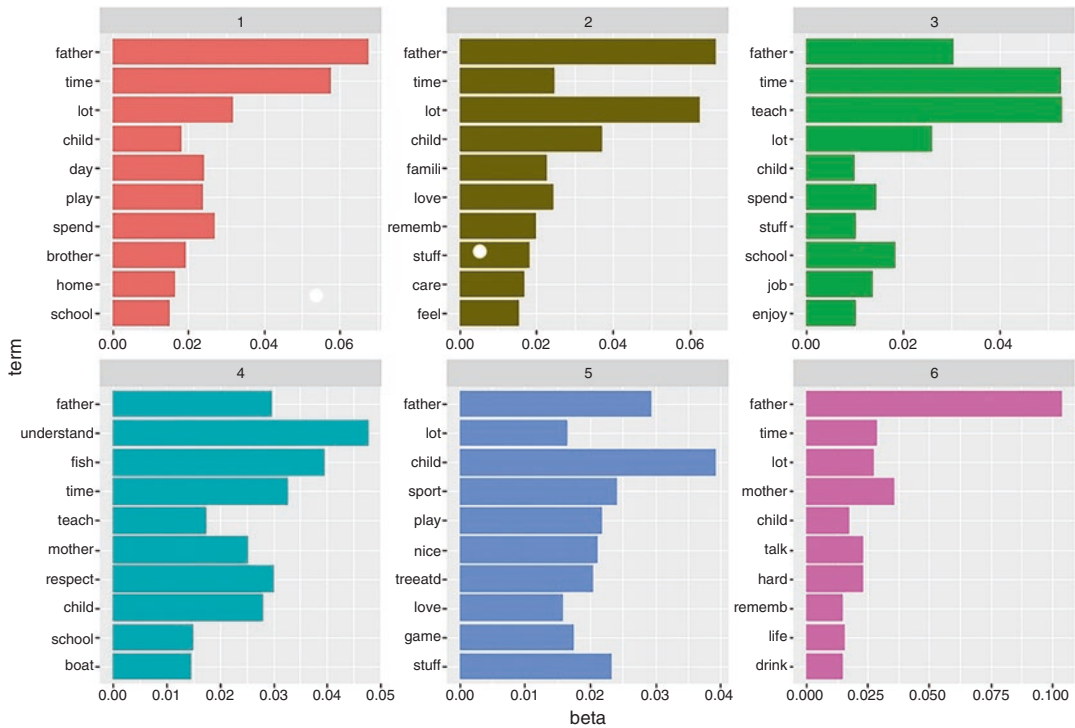 1
father
time
lot
child
day
play
spend
brother
home
school
0.00 0.02 0.04 0.06
2
father
time
lot
child
famili
love
rememb
stuff
care
feel
0.00 0.02 0.04 0.06
3
father
time
teach
lot
child
spend
stuff
school
job
enjoy
0.00 0.02 0.04
term
4
father
understand
fish
time
teach
mother
respect
child
school
boat
0.00 0.01 0.02 0.03 0.04 0.05
5
father
lot
child
sport
play
nice
treeatd
love
game
stuff
0.00 0.01 0.02 0.03 0.04
6
father
time
lot
mother
child
talk
hard
rememb
life
drink
0.000 0.025 0.050 0.075 0.100
beta